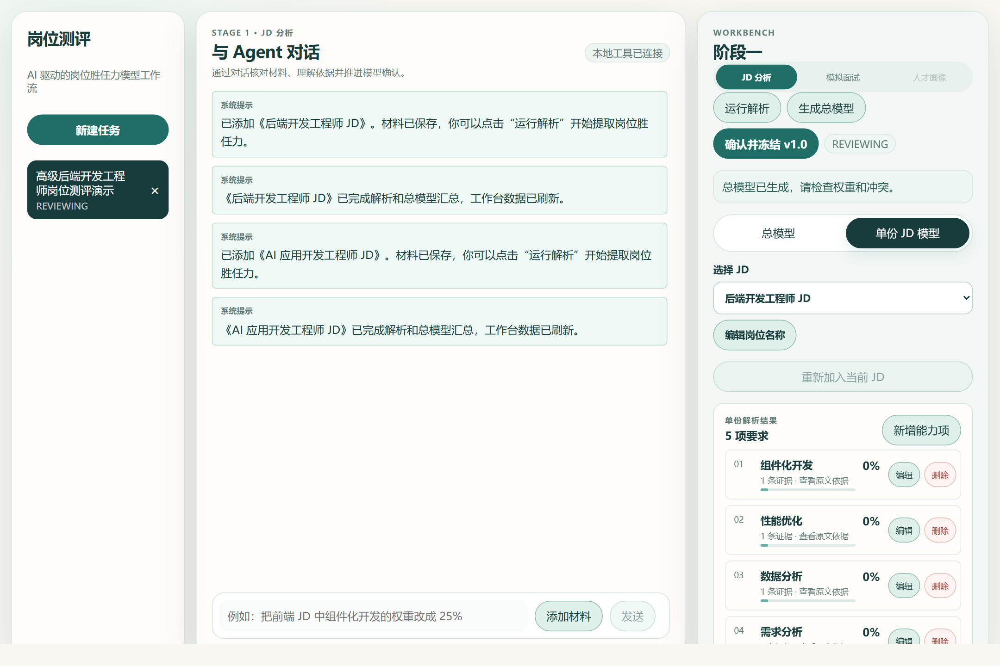 岗位测评
AI 驱动的岗位胜任力模型工作
流
新建任务
高级后端开发工程
师岗位测评演示
×
REVIEWING
STAGE 1 • JD 分析
与 Agent 对话
本地工具已连接
通过对话核对材料、理解依据并推进模型确认。
系统提示
已添加《后端开发工程师 JD》。材料已保存，你可以点击“运行解析”开始提取岗位胜
任力。
系统提示
《后端开发工程师 JD》已完成解析和总模型汇总，工作台数据已刷新。
系统提示
已添加《AI 应用开发工程师 JD》。材料已保存，你可以点击“运行解析”开始提取岗位
胜任力。
系统提示
《AI 应用开发工程师 JD》已完成解析和总模型汇总，工作台数据已刷新。
例如：把前端 JD 中组件化开发的权重改成 25%
添加材料
发送
WORKBENCH
阶段一
JD 分析
模拟面试
人才画像
运行解析
生成总模型
确认并冻结 v1.0
REVIEWING
总模型已生成，请检查权重和冲突。
总模型
单份 JD 模型
选择 JD
后端开发工程师 JD
编辑岗位名称
重新加入当前 JD
单份解析结果
5 项要求
新增能力项
01
组件化开发
0%
1 条证据 · 查看原文依据
编辑
删除
02
性能优化
0%
1 条证据 · 查看原文依据
编辑
删除
03
数据分析
0%
1 条证据 · 查看原文依据
编辑
删除
04
需求分析
0%
编辑
删除